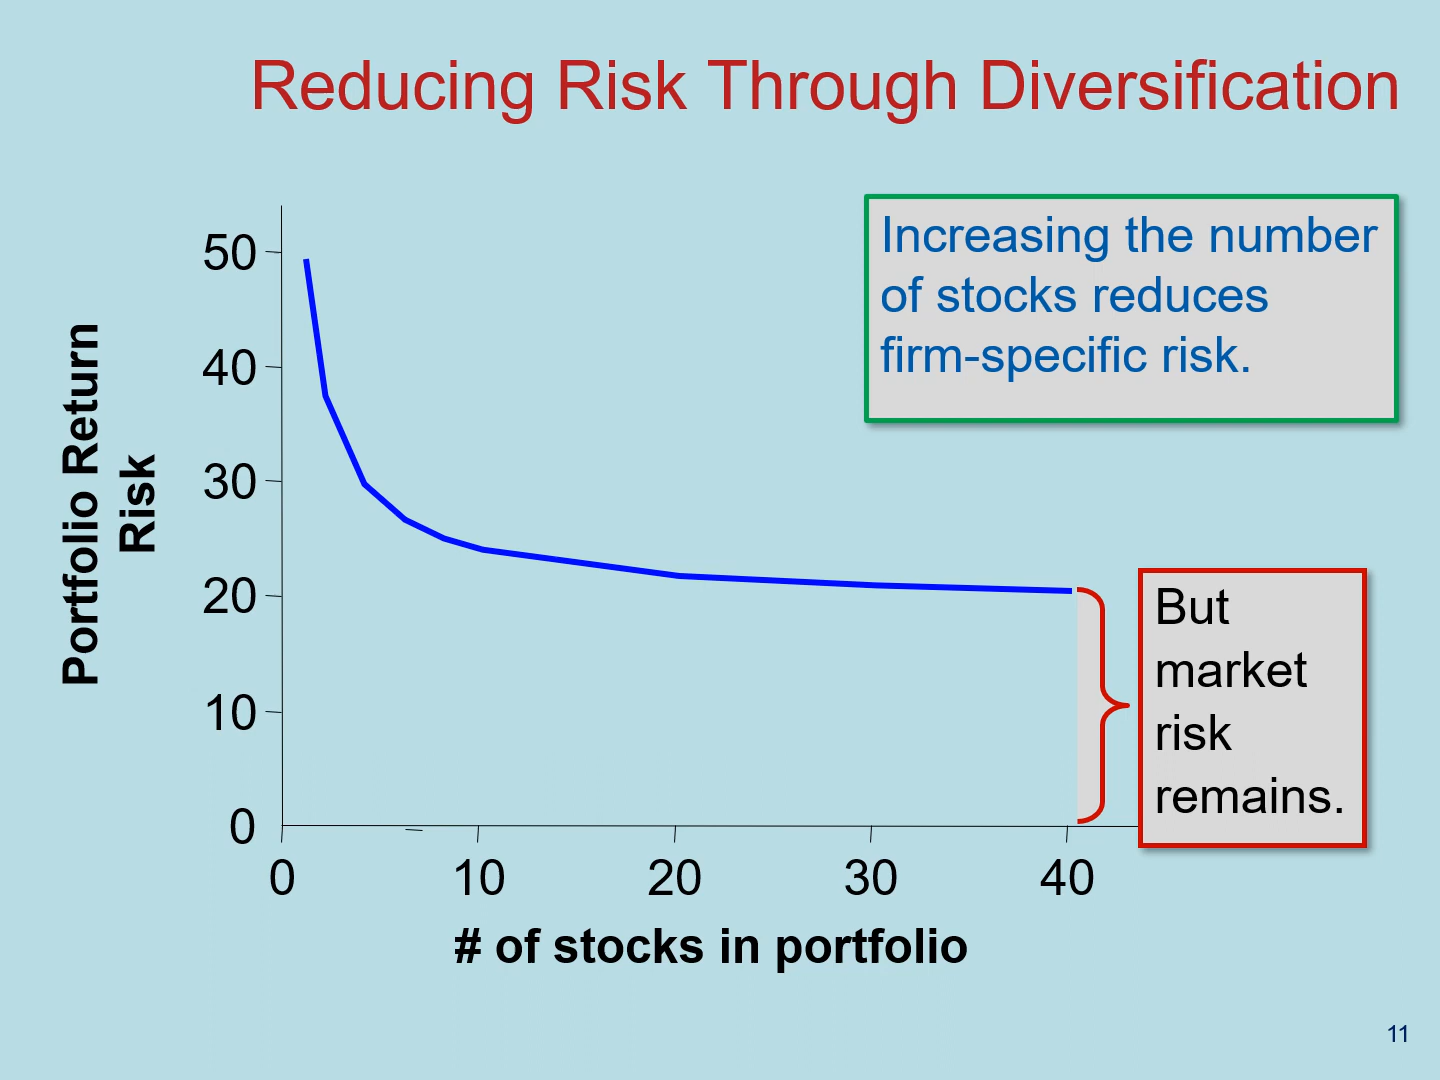 Reducing Risk Through Diversification
Increasing the number
of stocks reduces
firm-specific risk.
Portfolio Return
Risk
50
40
30
20
10
0
But
market
risk
remains.
0 10 20 30 40
# of stocks in portfolio
11